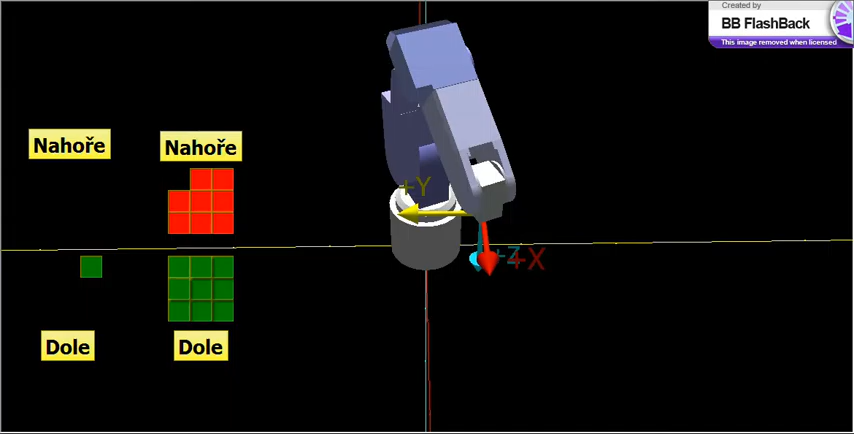 Created by
BB FlashBack
This image removed when licensed
Nahoře
Nahoře
+Y
+Z
+X
Dole
Dole